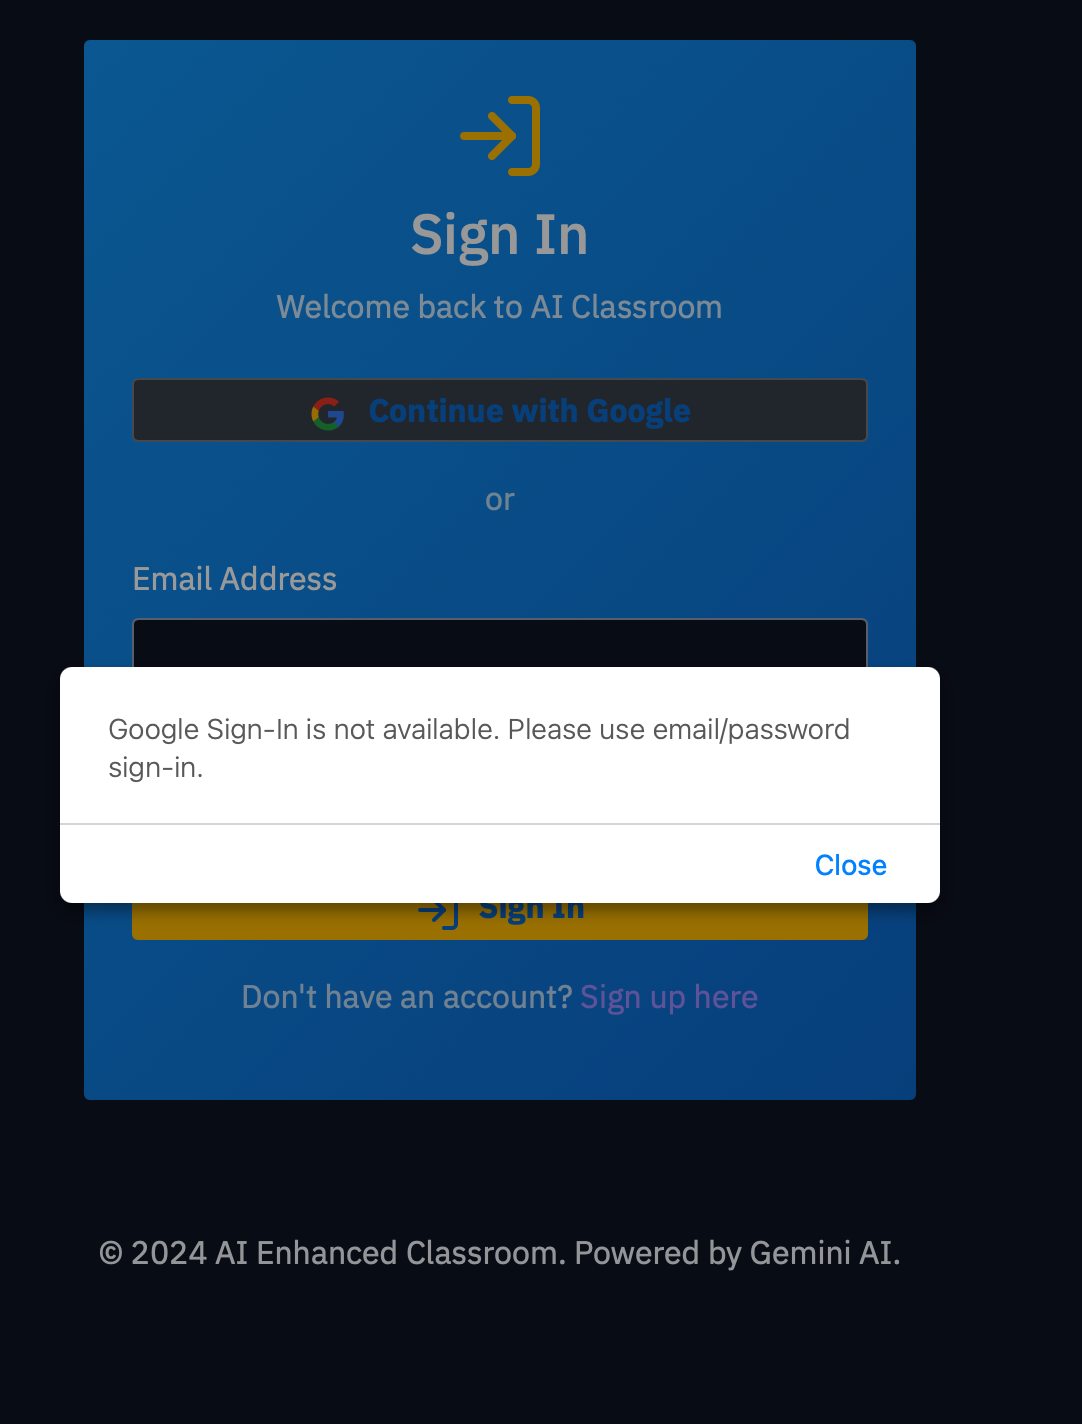 Sign In
Welcome back to AI Classroom
Continue with Google
or
Email Address
Google Sign-In is not available. Please use email/password
sign-in.
Close
Sign In
Don't have an account? Sign up here
© 2024 AI Enhanced Classroom. Powered by Gemini AI.